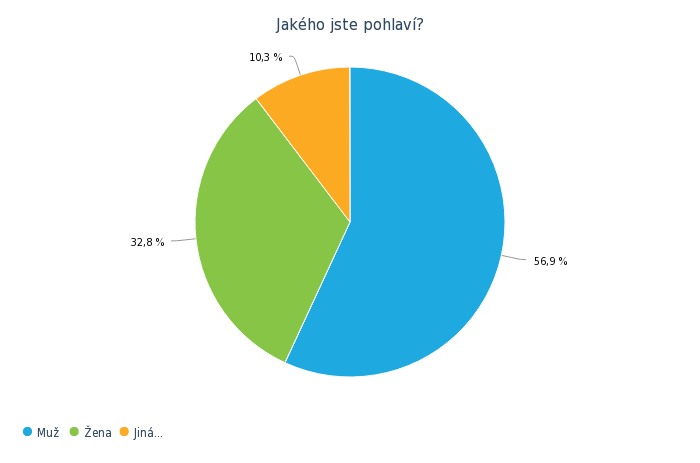 Jakého jste pohlaví?
10,3 %
32,8 %
56,9 %
Muž Žena Jiná...